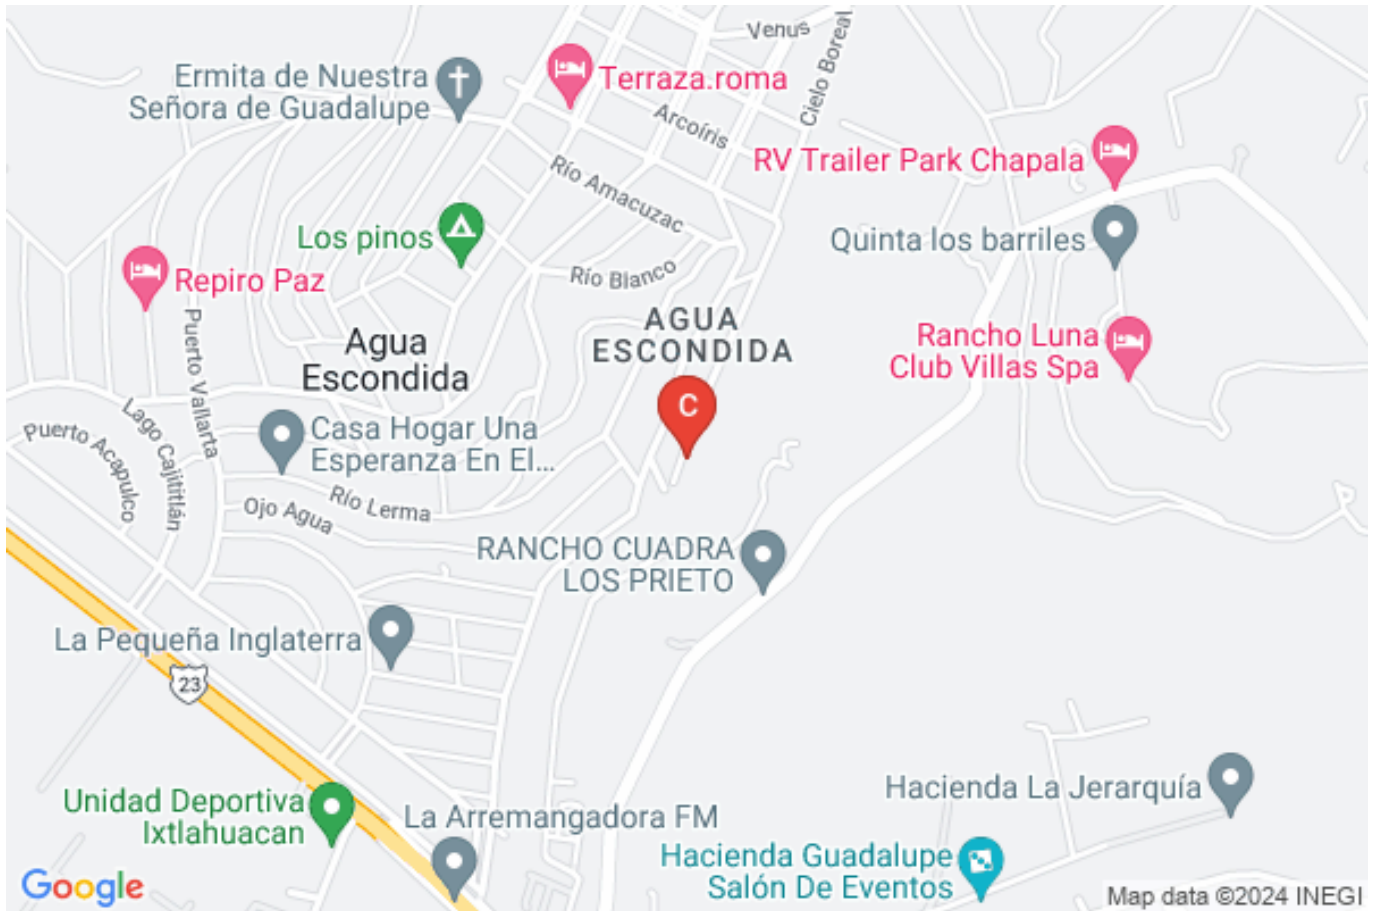 Venus
Cielo Boreal
Ermita de Nuestra
Señora de Guadalupe
Terraza.roma
Arcoíris
RV Trailer Park Chapala
Río Amacuzac
Los pinos
Quinta los barriles
Repiro Paz
Río Blanco
Puerto Vallarta
AGUA
ESCONDIDA
Agua
Escondida
Rancho Luna
Club Villas Spa
C
Lago Cajititlán
Puerto Acapulco
Casa Hogar Una
Esperanza En El...
Río Lerma
Ojo Agua
RANCHO CUADRA
LOS PRIETO
La Pequeña Inglaterra
23
Unidad Deportiva
Ixtlahuacan
La Arremangadora FM
Hacienda La Jerarquía
Hacienda Guadalupe
Salón De Eventos
Google
Map data ©2024 INEGI